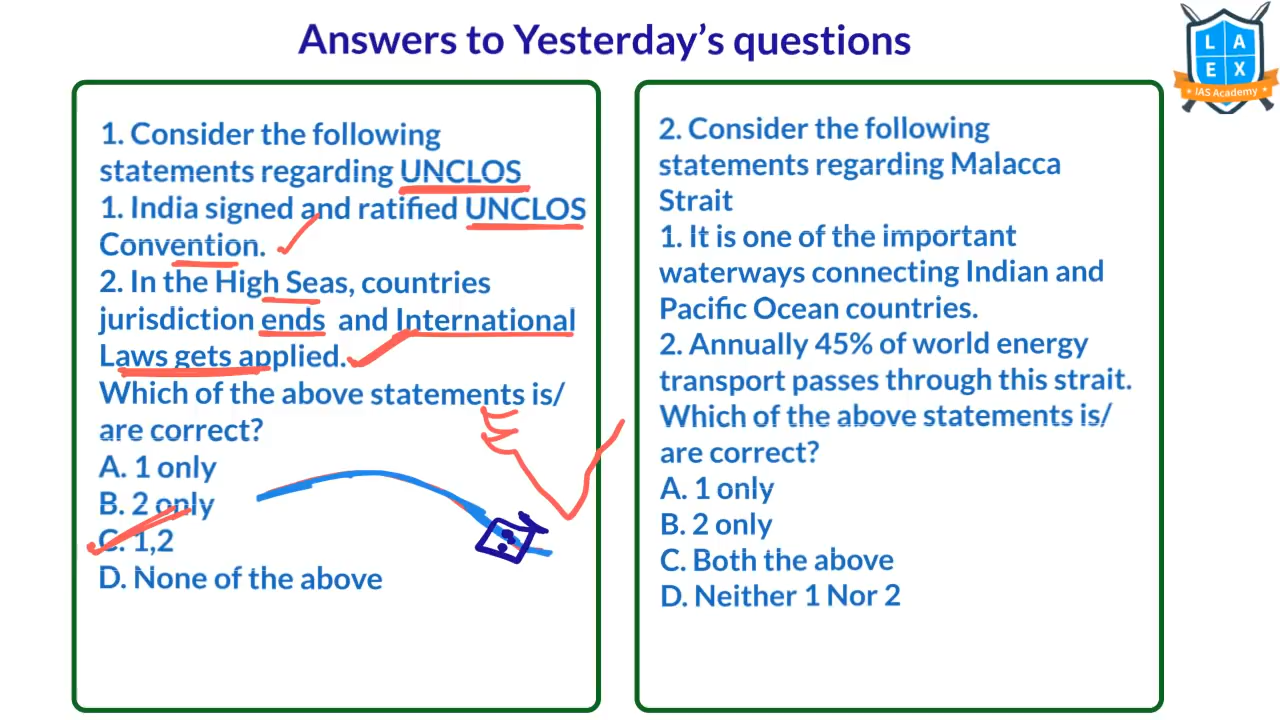 Answers to Yesterday's questions
L A
E X
IAS Academy
1. Consider the following
statements regarding UNCLOS
1. India signed and ratified UNCLOS
Convention.
2. In the High Seas, countries
jurisdiction ends and International
Laws gets applied.
Which of the above statements is/
are correct?
A. 1 only
B. 2 only
C. 1,2
D. None of the above
2. Consider the following
statements regarding Malacca
Strait
1. It is one of the important
waterways connecting Indian and
Pacific Ocean countries.
2. Annually 45% of world energy
transport passes through this strait.
Which of the above statements is/
are correct?
A. 1 only
B. 2 only
C. Both the above
D. Neither 1 Nor 2